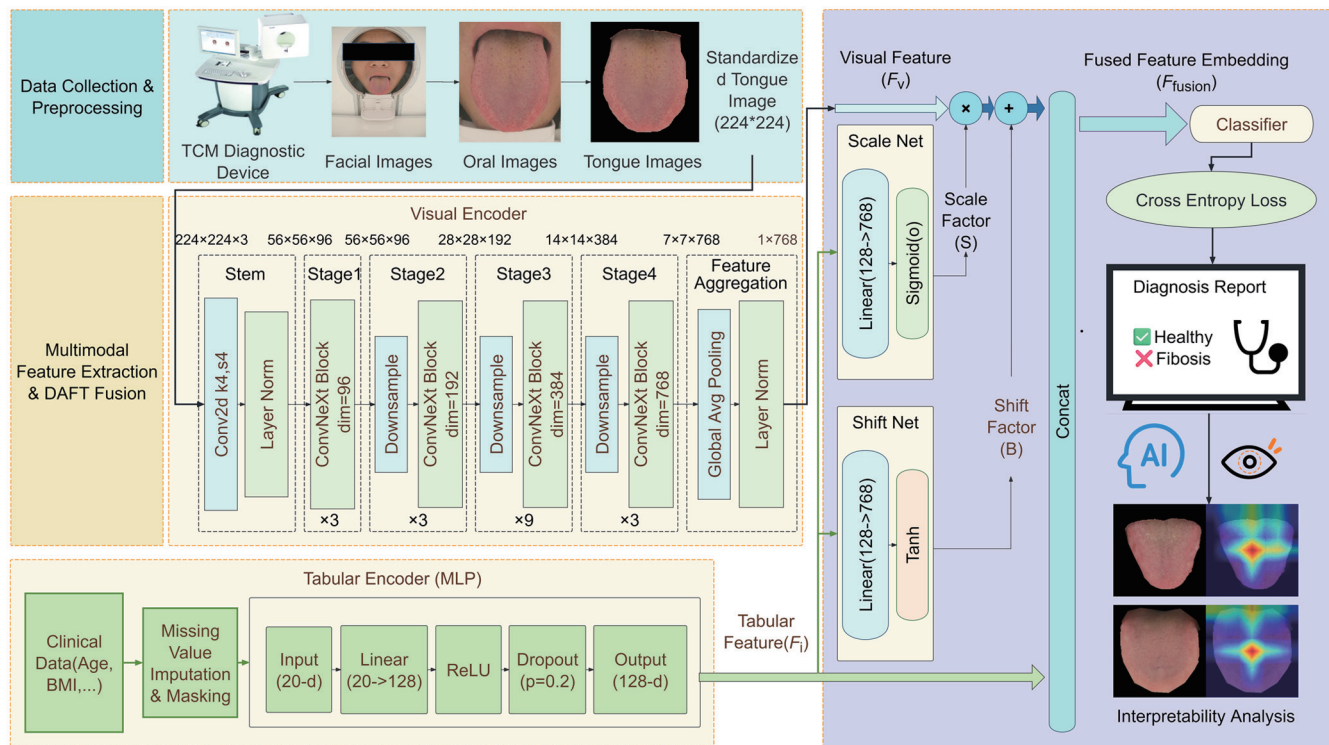 Data Collection &
Preprocessing
TCM Diagnostic
Device
Facial Images
Oral Images
Tongue Images
Standardize
d Tongue
Image
(224*224)
Multimodal
Feature Extraction
& DAFT Fusion
Visual Encoder
224×224×3
56×56×96
56×56×96
28×28×192
14×14×384
7×7×768
1×768
Stem
Conv2d k4,s4
Layer Norm
Stage1
ConvNeXt Block
dim=96
×3
Stage2
Downsample
ConvNeXt Block
dim=192
×3
Stage3
Downsample
ConvNeXt Block
dim=384
×9
Stage4
Downsample
ConvNeXt Block
dim=768
×3
Feature
Aggregation
Global Avg Pooling
Layer Norm
Tabular Encoder (MLP)
Clinical
Data(Age,
BMI,...)
Missing
Value
Imputation
& Masking
Input
(20-d)
Linear
(20->128)
ReLU
Dropout
(p=0.2)
Output
(128-d)
Tabular
Feature(Fi)
Visual Feature
(Fv)
×
+
Scale Net
Linear(128->768)
Sigmoid(o)
Scale
Factor
(S)
Shift Net
Linear(128->768)
Tanh
Shift
Factor
(B)
Concat
Fused Feature Embedding
(Ffusion)
Classifier
Cross Entropy Loss
Diagnosis Report
Healthy
Fibosis
AI
Interpretability Analysis